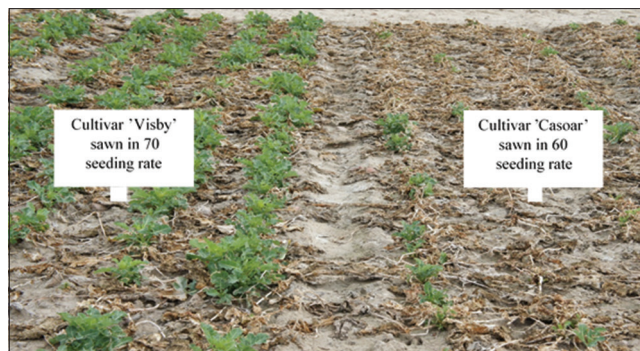 Cultivar 'Visby'
sawn in 70
seeding rate
Cultivar 'Casoar'
sawn in 60
seeding rate